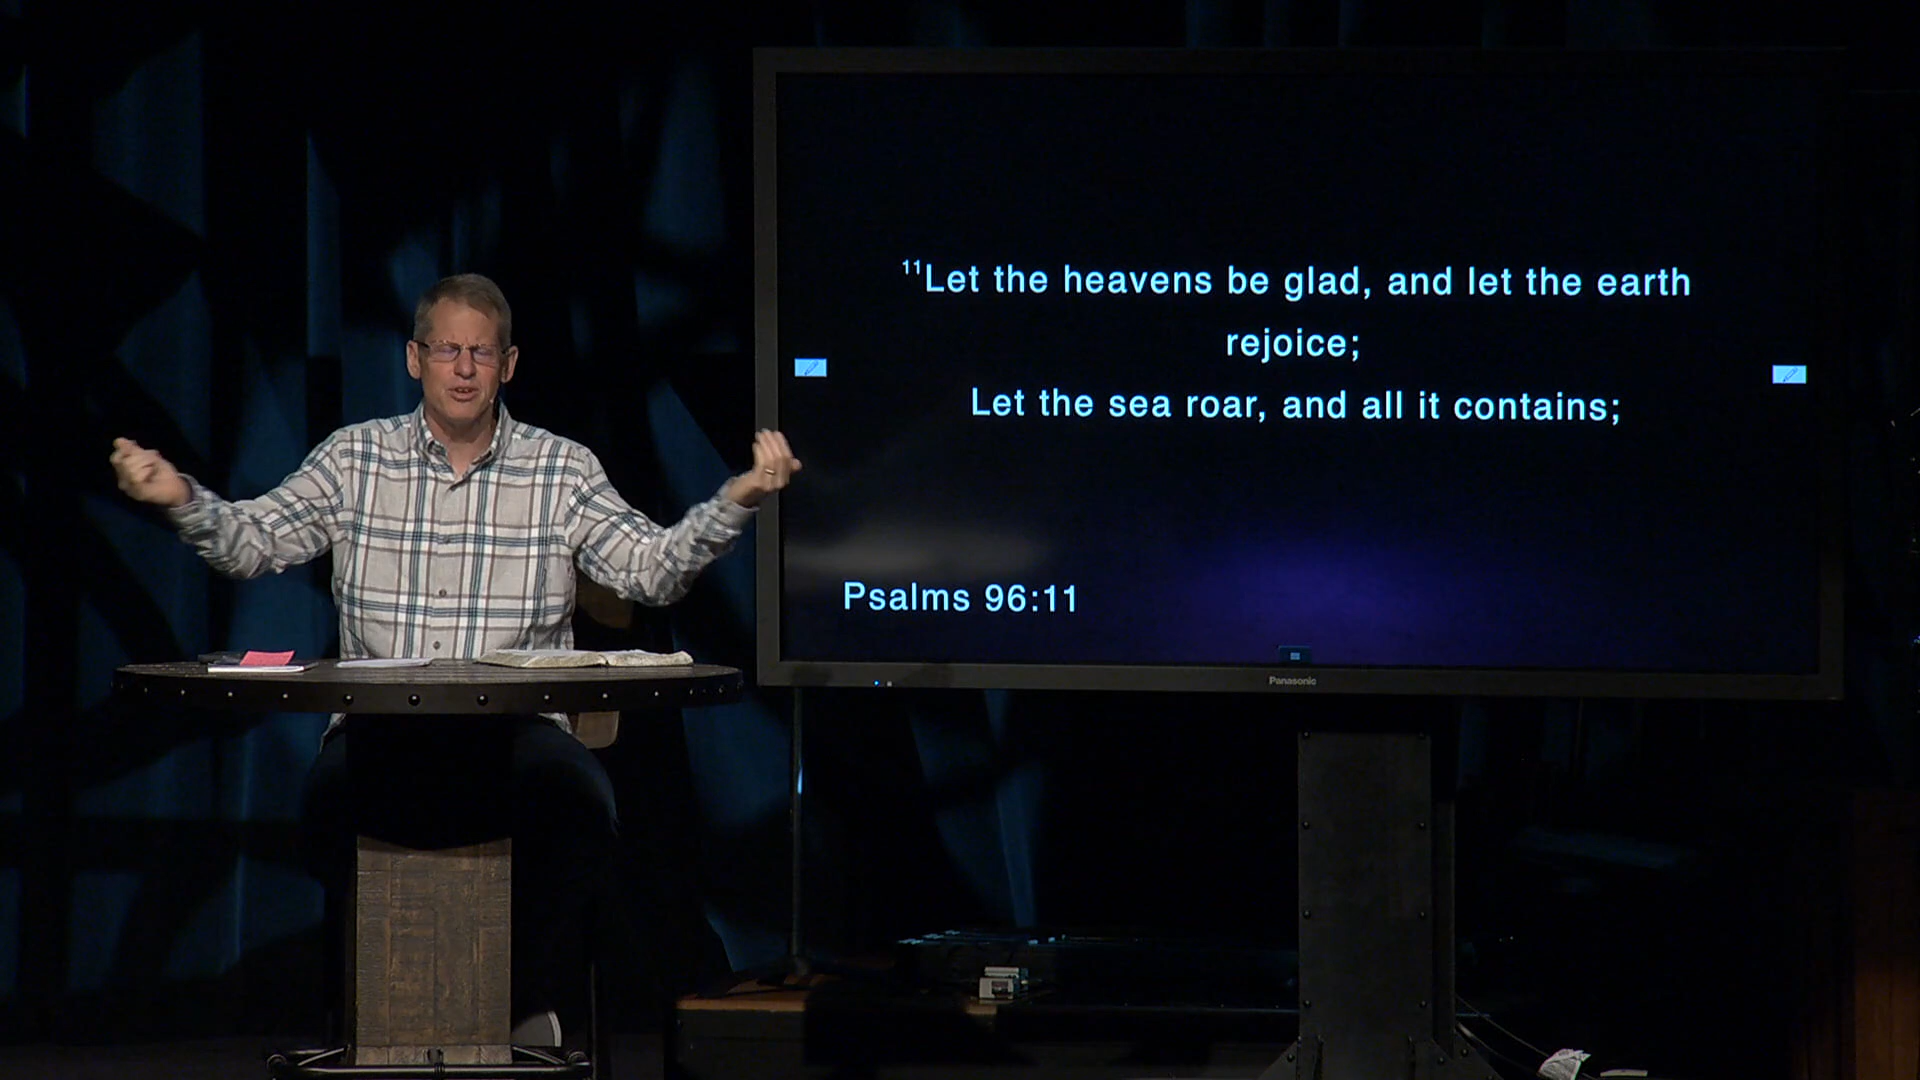 ¹¹Let the heavens be glad, and let the earth
rejoice;
Let the sea roar, and all it contains;
Psalms 96:11
Panasonic